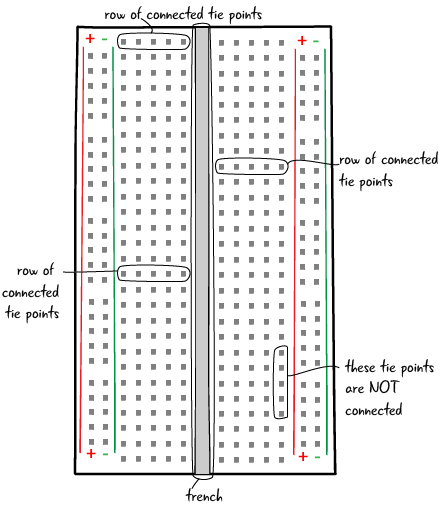 row of connected tie points
+ -
+ -
row of connected
tie points
row of
connected
tie points
these tie points
are NOT
connected
+ -
+ -
trench